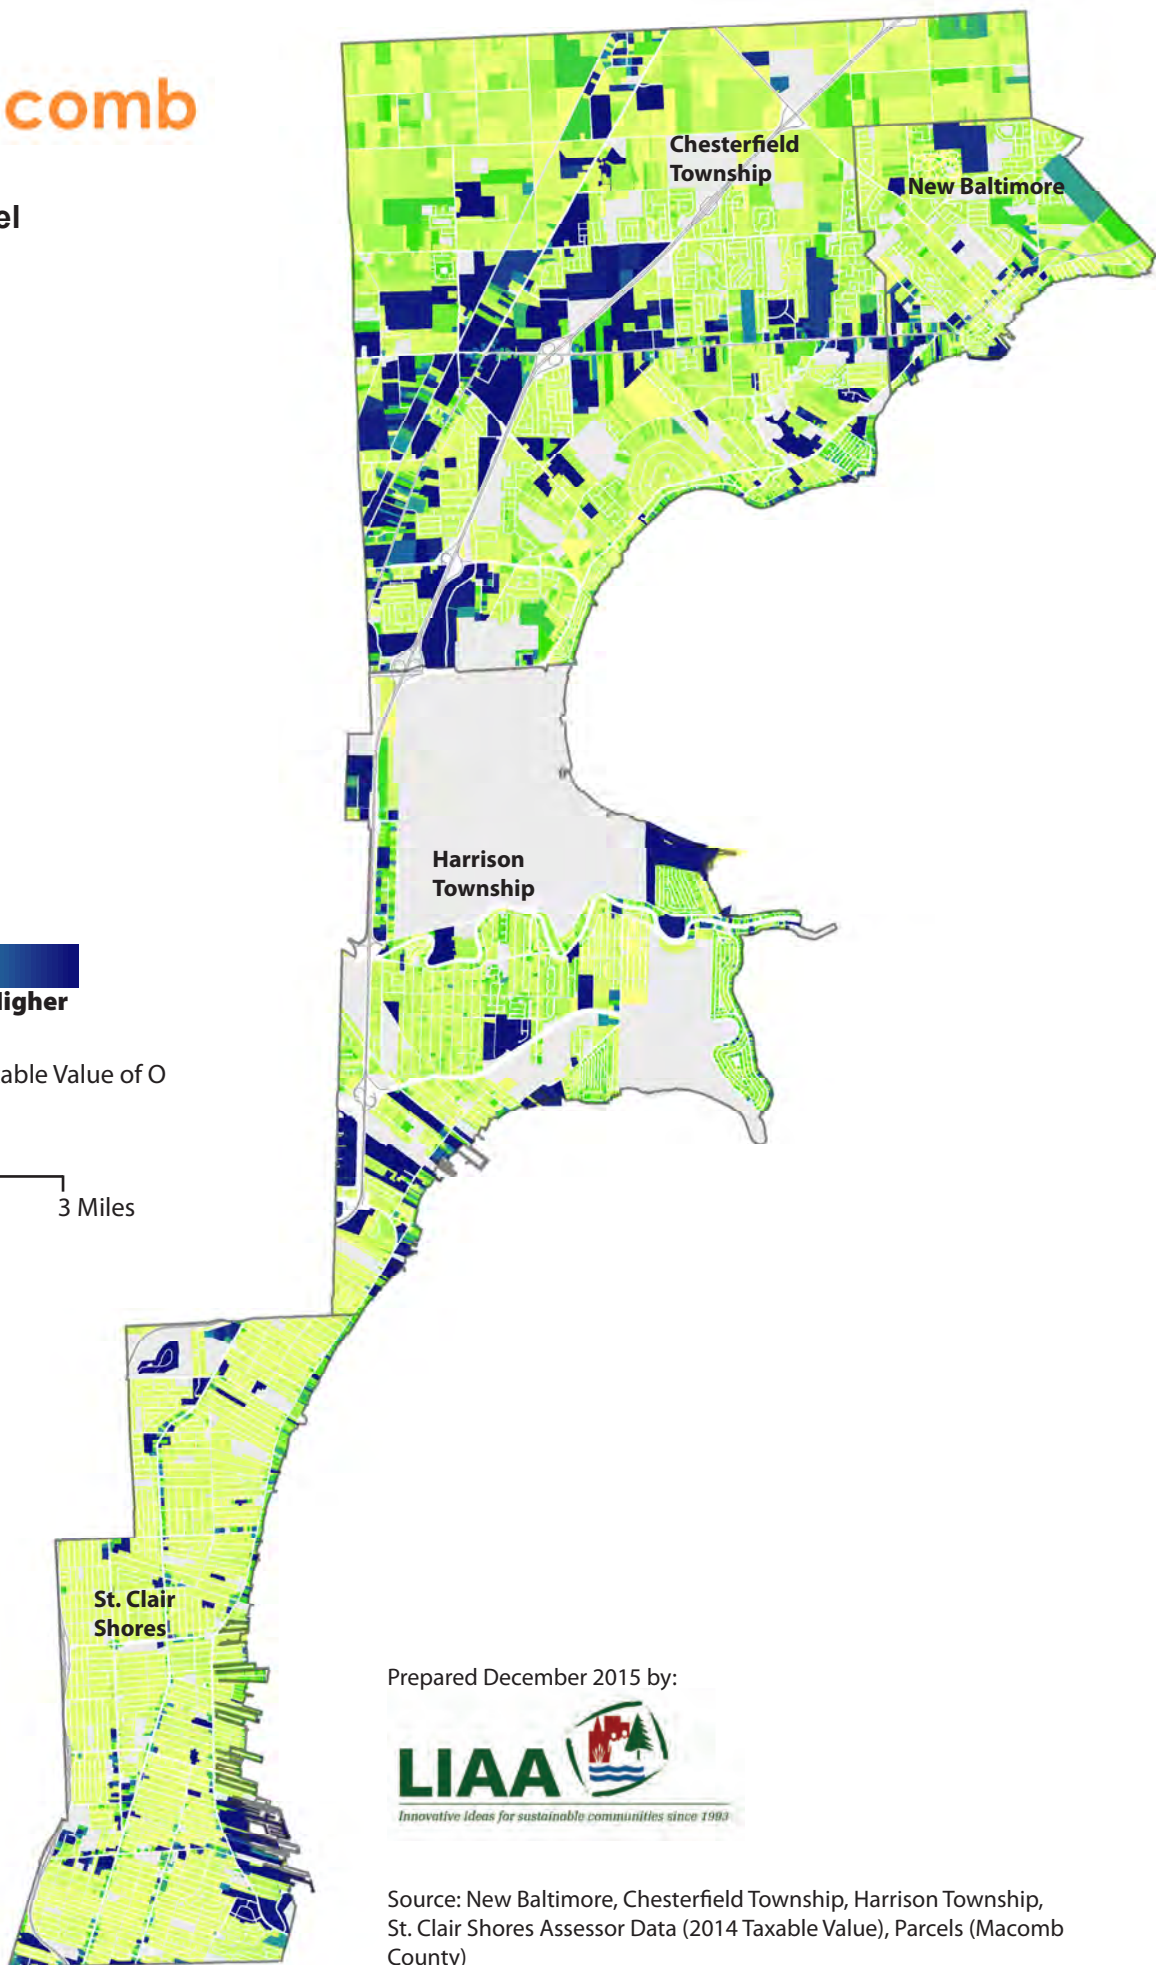 comb
el
Chesterfield
Township
New Baltimore
Harrison
Township
igher
able Value of O
3 Miles
St. Clair
Shores
Prepared December 2015 by:
LIAA
Innovative ideas for sustainable communities since 1993
Source: New Baltimore, Chesterfield Township, Harrison Township,
St. Clair Shores Assessor Data (2014 Taxable Value), Parcels (Macomb
County)